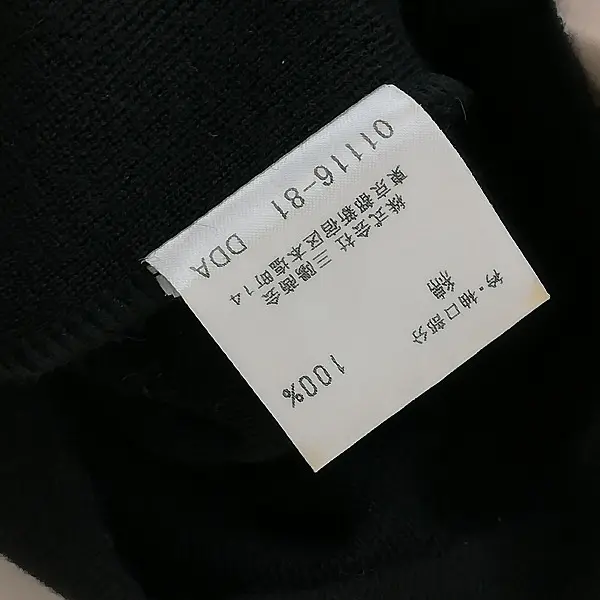 衿・袖口部分
綿 100%
株式会社 三陽商会
東京都新宿区本塩町14
01116-81 DDA